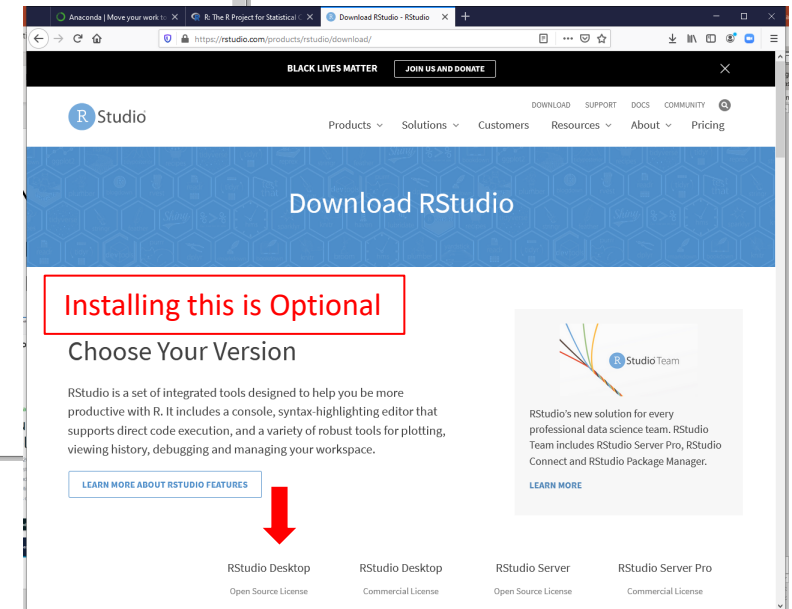 Anaconda | Move your work to
R: The R Project for Statistical C
Download RStudio - RStudio
https://rstudio.com/products/rstudio/download/
BLACK LIVES MATTER
JOIN US AND DONATE
R Studio
DOWNLOAD SUPPORT DOCS COMMUNITY
Products Solutions Customers Resources About Pricing
Download RStudio
Installing this is Optional
Choose Your Version
RStudio is a set of integrated tools designed to help you be more
productive with R. It includes a console, syntax-highlighting editor that
supports direct code execution, and a variety of robust tools for plotting,
viewing history, debugging and managing your workspace.
LEARN MORE ABOUT RSTUDIO FEATURES
R Studio Team
RStudio's new solution for every
professional data science team. RStudio
Team includes RStudio Server Pro, RStudio
Connect and RStudio Package Manager.
LEARN MORE
RStudio Desktop
Open Source License
RStudio Desktop
Commercial License
RStudio Server
Open Source License
RStudio Server Pro
Commercial License